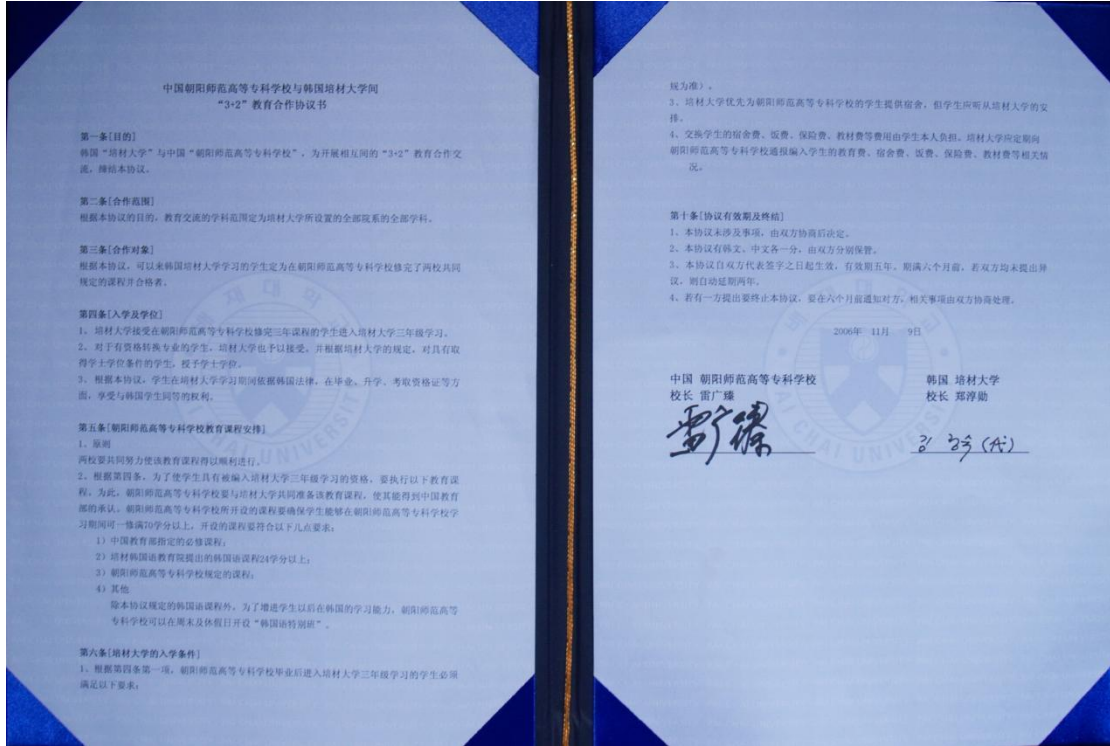 中国朝阳师范高等专科学校与韩国培材大学间
“3+2”教育合作协议书
第一条[目的]
韩国“培材大学”与中国“朝阳师范高等专科学校”，为开展相互间的“3+2”教育合作交
流，缔结本协议。
第二条[合作范围]
根据本协议的目的，教育交流的学科范围定为培材大学所设置的全部院系的全部学科。
第三条[合作对象]
根据本协议，可以来韩国培材大学学习的学生定为在朝阳师范高等专科学校修完了两校共同
规定的课程并合格者。
第四条[入学及学位]
1、培材大学接受在朝阳师范高等专科学校修完三年课程的学生进入培材大学三年级学习。
2、对于有资格转换专业的学生，培材大学也予以接受，并根据培材大学的规定，对具有取
得学士学位条件的学生，授予学士学位。
3、根据本协议，学生在培材大学学习期间依据韩国法律，在毕业、升学、考取资格证等方
面，享受与韩国学生同等的权利。
第五条[朝阳师范高等专科学校教育课程安排]
1、原则
两校要共同努力使该教育课程得以顺利进行。
2、根据第四条，为了使学生具有被编入培材大学三年级学习的资格，要执行以下教育课
程。为此，朝阳师范高等专科学校要与培材大学共同准备该教育课程，使其能得到中国教育
部的承认。朝阳师范高等专科学校所开设的课程要确保学生能够在朝阳师范高等专科学校学
习期间可一修满70学分以上，开设的课程要符合以下几点要求：
1）中国教育部指定的必修课程；
2）培材韩国语教育院提出的韩国语课程24学分以上；
3）朝阳师范高等专科学校规定的课程；
4）其他
除本协议规定的韩国语课程外，为了增进学生以后在韩国的学习能力，朝阳师范高等
专科学校可以在周末及休假日开设“韩国语特别班”。
第六条[培材大学的入学条件]
1、根据第四条第一项，朝阳师范高等专科学校毕业后进入培材大学三年级学习的学生必须
满足以下要求：
规为准）。
3、培材大学优先为朝阳师范高等专科学校的学生提供宿舍，但学生应听从培材大学的安
排。
4、交换学生的宿舍费、饭费、保险费、教材费等费用由学生本人负担。培材大学应定期向
朝阳师范高等专科学校通报编入学生的教育费、宿舍费、饭费、保险费、教材费等相关情
况。
第十条[协议有效期及终结]
1、本协议未涉及事项，由双方协商后决定。
2、本协议有韩文、中文各一分，由双方分别保管。
3、本协议自双方代表签字之日起生效，有效期五年。期满六个月前，若双方均未提出异
议，则自动延期两年。
4、若有一方提出要终止本协议，要在六个月前通知对方，相关事项由双方协商处理。
2006年 11月 9日
中国 朝阳师范高等专科学校 韩国 培材大学
校长 雷广臻 校长 郑淳勋
雷广臻